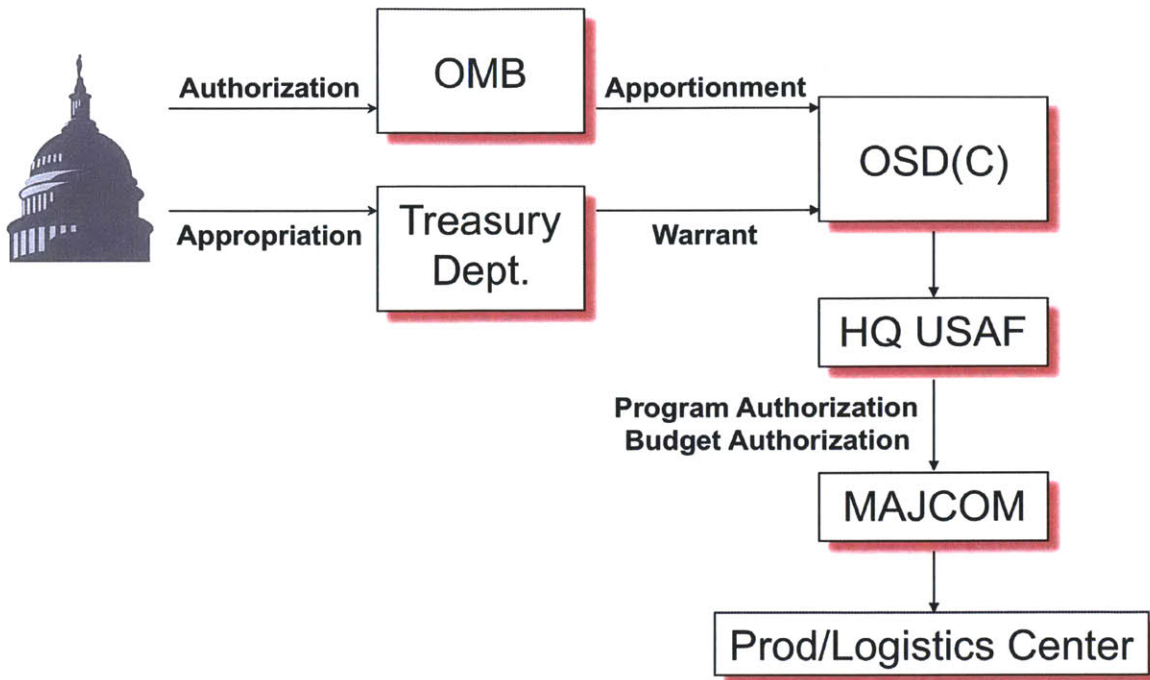 OMB
Authorization
Apportionment
OSD(C)
Treasury
Dept.
Appropriation
Warrant
HQ USAF
Program Authorization
Budget Authorization
MAJCOM
Prod/Logistics Center